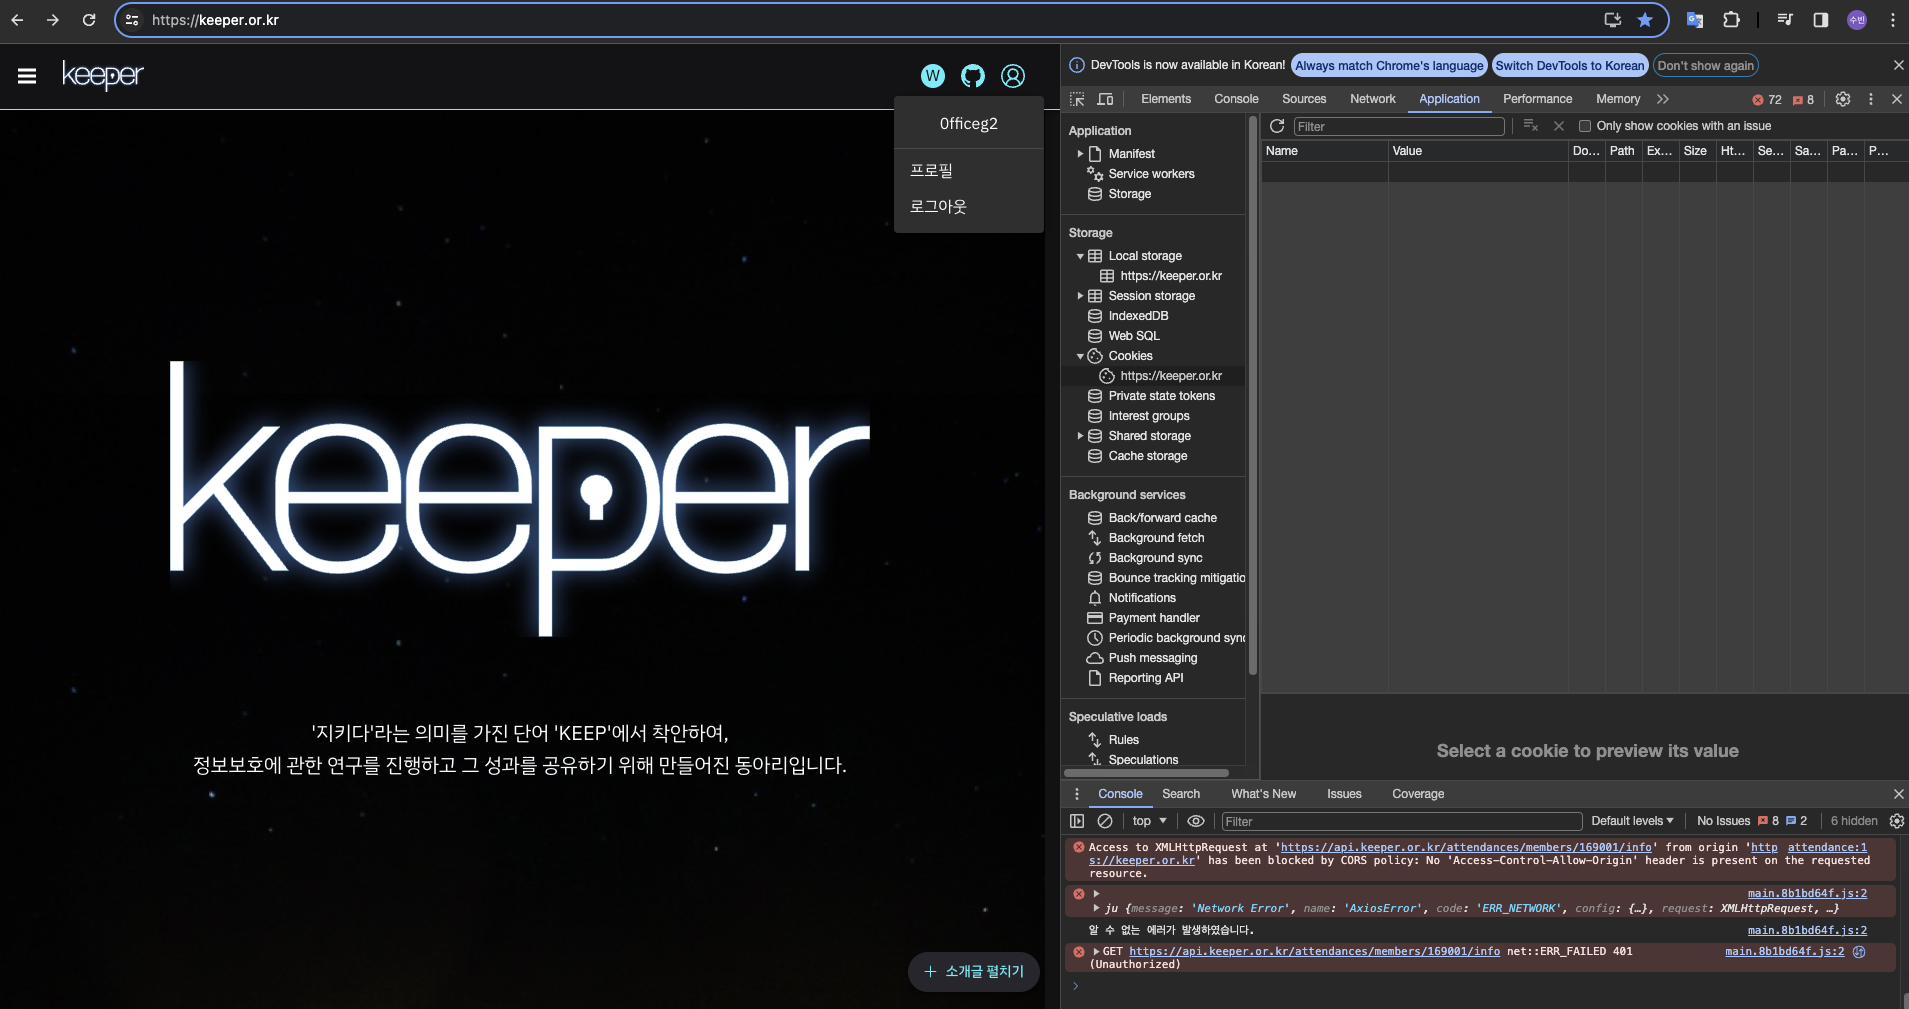 https://keeper.or.kr
수빈
keeper
W
0fficeg2
프로필
로그아웃
keeper
'지키다'라는 의미를 가진 단어 'KEEP'에서 착안하여,
정보보호에 관한 연구를 진행하고 그 성과를 공유하기 위해 만들어진 동아리입니다.
+ 소개글 펼치기
DevTools is now available in Korean! Always match Chrome's language Switch DevTools to Korean Don't show again
Elements Console Sources Network Application Performance Memory 72 8
Application
Manifest
Service workers
Storage
Storage
Local storage
https://keeper.or.kr
Session storage
IndexedDB
Web SQL
Cookies
https://keeper.or.kr
Private state tokens
Interest groups
Shared storage
Cache storage
Background services
Back/forward cache
Background fetch
Background sync
Bounce tracking mitigatio
Notifications
Payment handler
Periodic background sync
Push messaging
Reporting API
Speculative loads
Rules
Speculations
Filter Only show cookies with an issue
Name Value Do... Path Ex... Size Ht... Se... Sa... Pa... P...
Select a cookie to preview its value
Console Search What's New Issues Coverage
top Filter Default levels No Issues 8 2 6 hidden
Access to XMLHttpRequest at 'https://api.keeper.or.kr/attendances/members/169001/info' from origin 'http attendance:1
s://keeper.or.kr' has been blocked by CORS policy: No 'Access-Control-Allow-Origin' header is present on the requested
resource.
main.8b1bd64f.js:2
ju {message: 'Network Error', name: 'AxiosError', code: 'ERR_NETWORK', config: {…}, request: XMLHttpRequest, …}
알 수 없는 에러가 발생하였습니다. main.8b1bd64f.js:2
GET https://api.keeper.or.kr/attendances/members/169001/info net::ERR_FAILED 401 main.8b1bd64f.js:2
(Unauthorized)